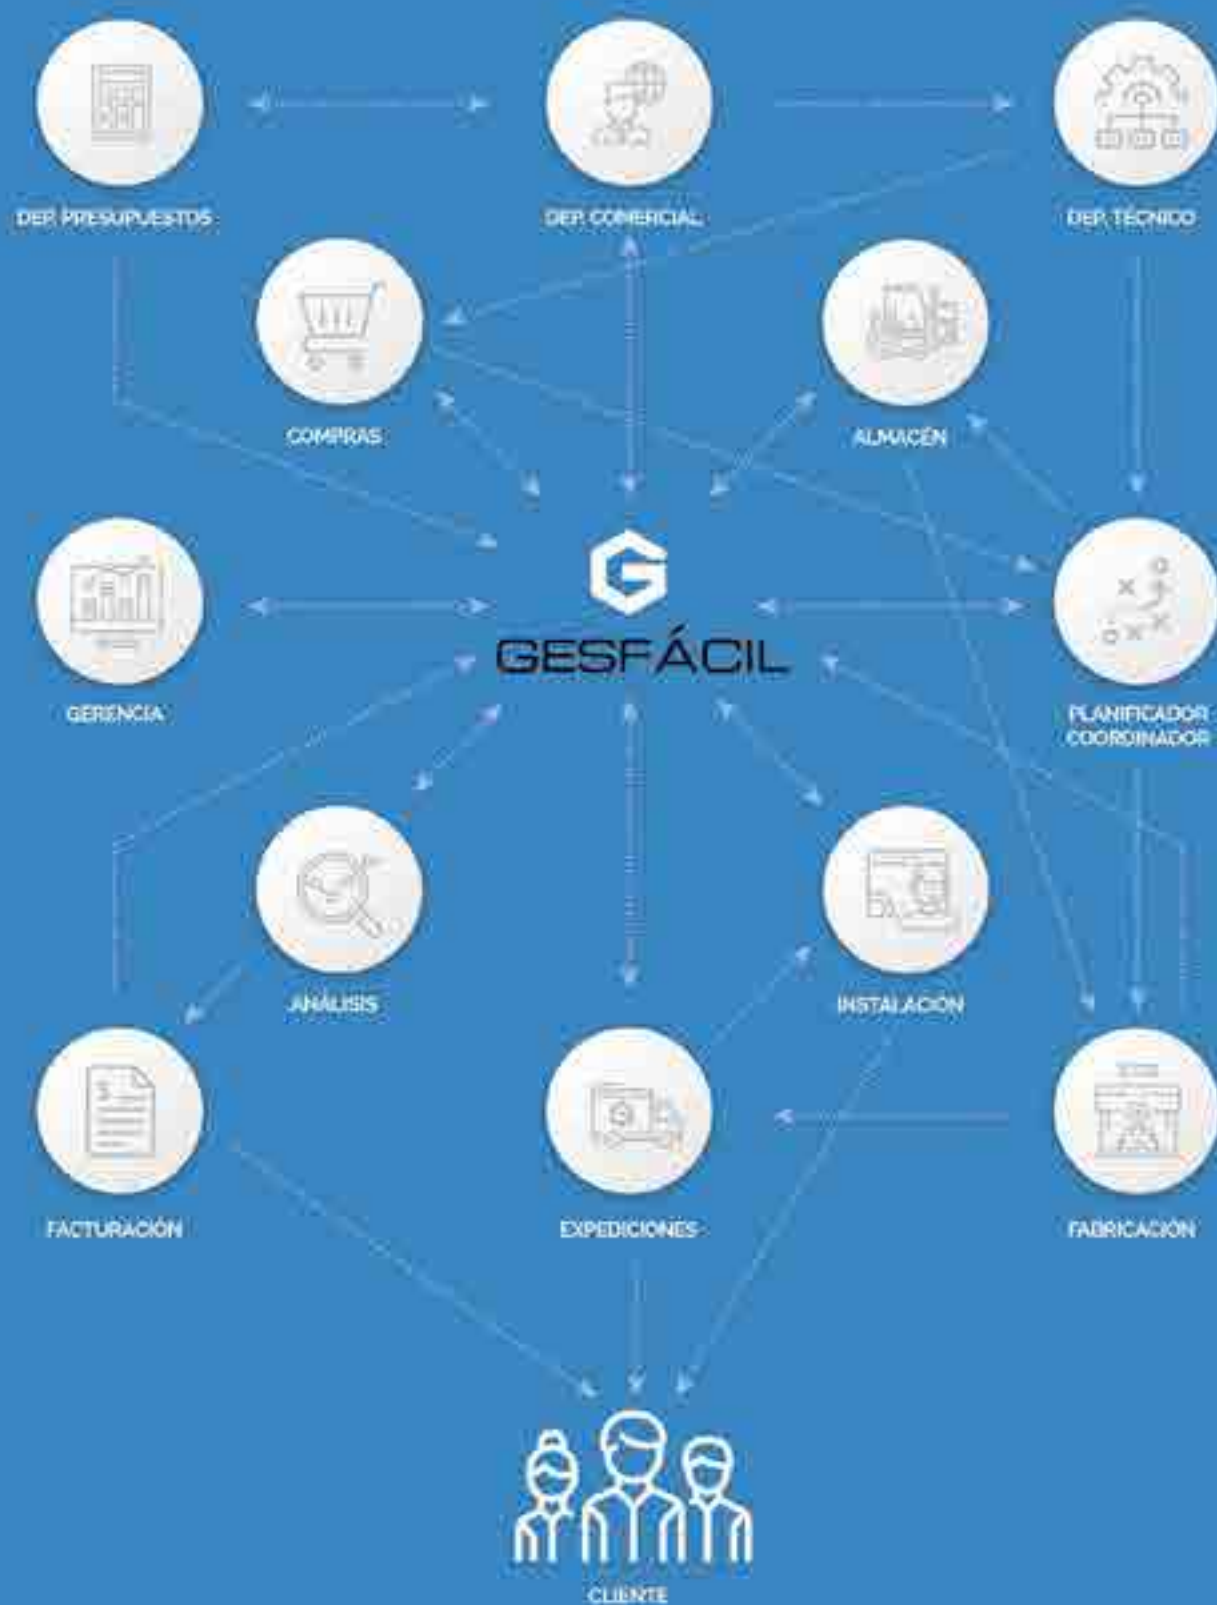 DEP. PRESUPUESTOS
DEP. COMERCIAL
DEP. TÉCNICO
COMPRAS
ALMACÉN
G
GESFÁCIL
GERENCIA
PLANIFICADOR
COORDINADOR
ANÁLISIS
INSTALACIÓN
FACTURACIÓN
EXPEDICIONES
FABRICACIÓN
CLIENTE